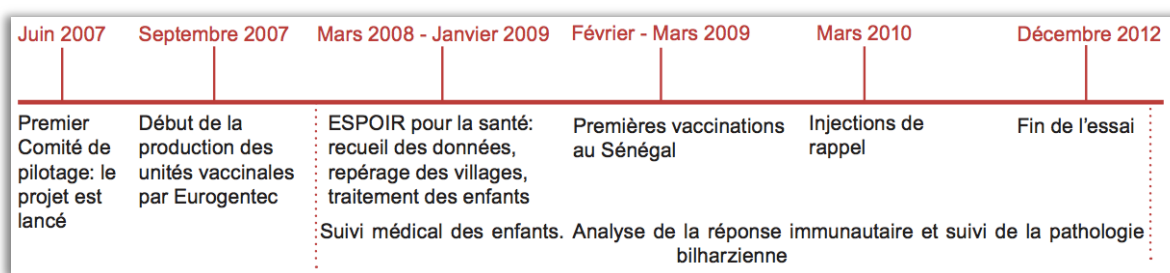 Juin 2007
Septembre 2007
Mars 2008 - Janvier 2009
Février - Mars 2009
Mars 2010
Décembre 2012
Premier
Comité de
pilotage: le
projet est
lancé
Début de la
production des
unités vaccinales
par Eurogentec
ESPOIR pour la santé:
recueil des données,
repérage des villages,
traitement des enfants
Premières vaccinations
au Sénégal
Injections de
rappel
Fin de l'essai
Suivi médical des enfants. Analyse de la réponse immunautaire et suivi de la pathologie
bilharzienne